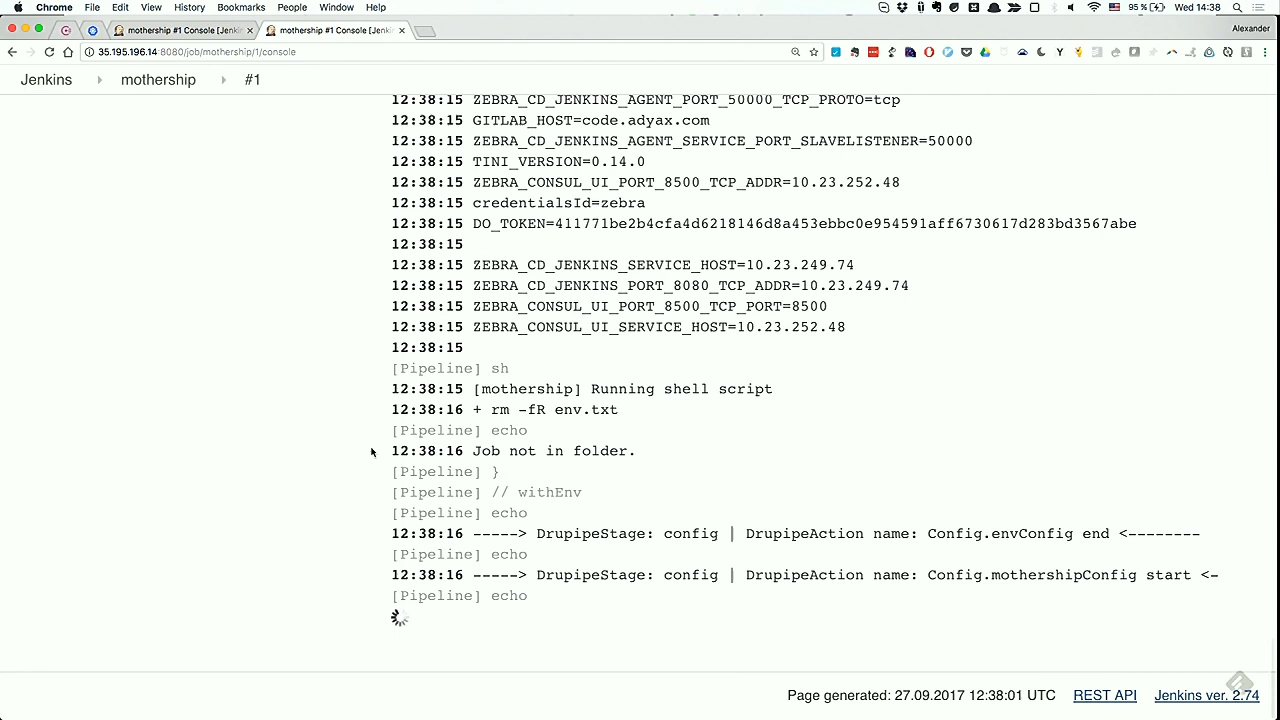 Chrome File Edit View History Bookmarks People Window Help 95 % Wed 14:38
mothership #1 Console [Jenki mothership #1 Console [Jenki Alexander
35.195.196.14:8080/job/mothership/1/console
Jenkins mothership #1
12:38:15 ZEBRA_CD_JENKINS_AGENT_PORT_50000_TCP_PROTO=tcp
12:38:15 GITLAB_HOST=code.adyax.com
12:38:15 ZEBRA_CD_JENKINS_AGENT_SERVICE_PORT_SLAVELISTENER=50000
12:38:15 TINI_VERSION=0.14.0
12:38:15 ZEBRA_CONSUL_UI_PORT_8500_TCP_ADDR=10.23.252.48
12:38:15 credentialsId=zebra
12:38:15 DO_TOKEN=411771be2b4cfa4d6218146d8a453ebbc0e954591aff6730617d283bd3567abe
12:38:15
12:38:15 ZEBRA_CD_JENKINS_SERVICE_HOST=10.23.249.74
12:38:15 ZEBRA_CD_JENKINS_PORT_8080_TCP_ADDR=10.23.249.74
12:38:15 ZEBRA_CONSUL_UI_PORT_8500_TCP_PORT=8500
12:38:15 ZEBRA_CONSUL_UI_SERVICE_HOST=10.23.252.48
12:38:15
[Pipeline] sh
12:38:15 [mothership] Running shell script
12:38:16 + rm -fR env.txt
[Pipeline] echo
12:38:16 Job not in folder.
[Pipeline] }
[Pipeline] // withEnv
[Pipeline] echo
12:38:16 -----> DrupipeStage: config | DrupipeAction name: Config.envConfig end <--------
[Pipeline] echo
12:38:16 -----> DrupipeStage: config | DrupipeAction name: Config.mothershipConfig start <-
[Pipeline] echo
Page generated: 27.09.2017 12:38:01 UTC REST API Jenkins ver. 2.74